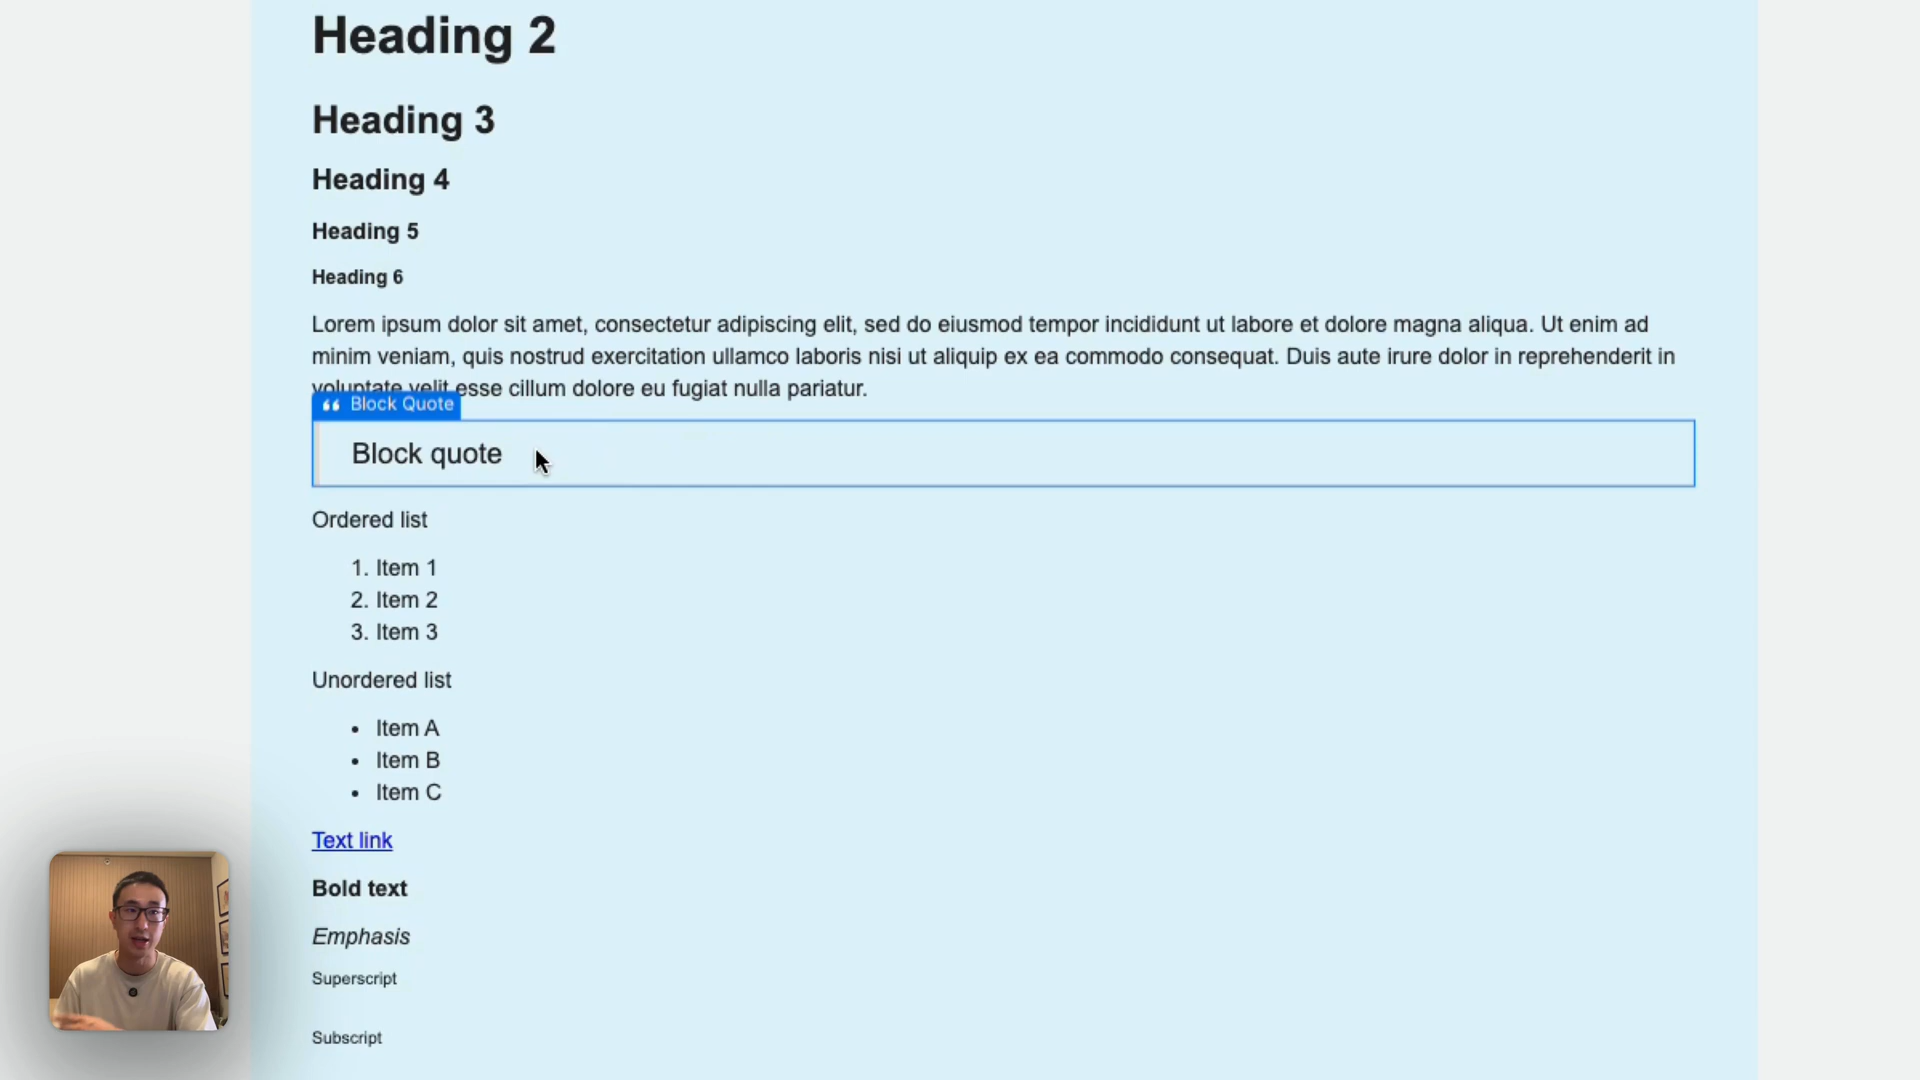 Heading 2
Heading 3
Heading 4
Heading 5
Heading 6
Lorem ipsum dolor sit amet, consectetur adipiscing elit, sed do eiusmod tempor incididunt ut labore et dolore magna aliqua. Ut enim ad
minim veniam, quis nostrud exercitation ullamco laboris nisi ut aliquip ex ea commodo consequat. Duis aute irure dolor in reprehenderit in
voluptate velit esse cillum dolore eu fugiat nulla pariatur.
Block Quote
Block quote
Ordered list
1. Item 1
2. Item 2
3. Item 3
Unordered list
• Item A
• Item B
• Item C
Text link
Bold text
Emphasis
Superscript
Subscript